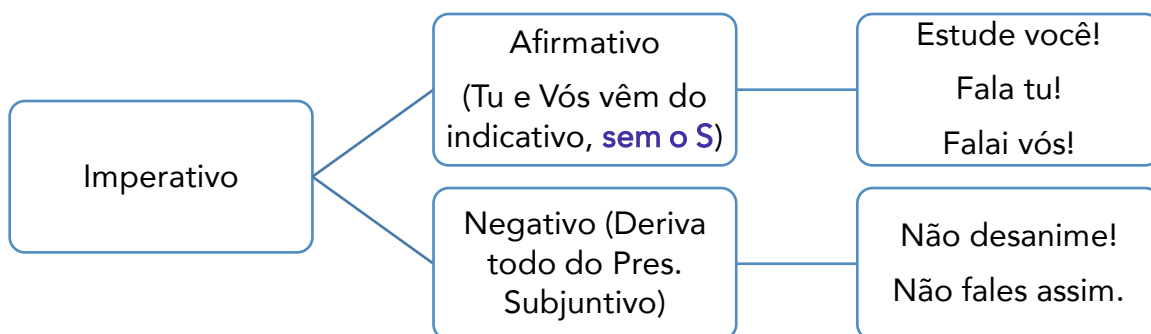 Imperativo
Afirmativo
(Tu e Vós vêm do
indicativo, sem o S)
Estude você!
Fala tu!
Falai vós!
Negativo (Deriva
todo do Pres.
Subjuntivo)
Não desanime!
Não fales assim.